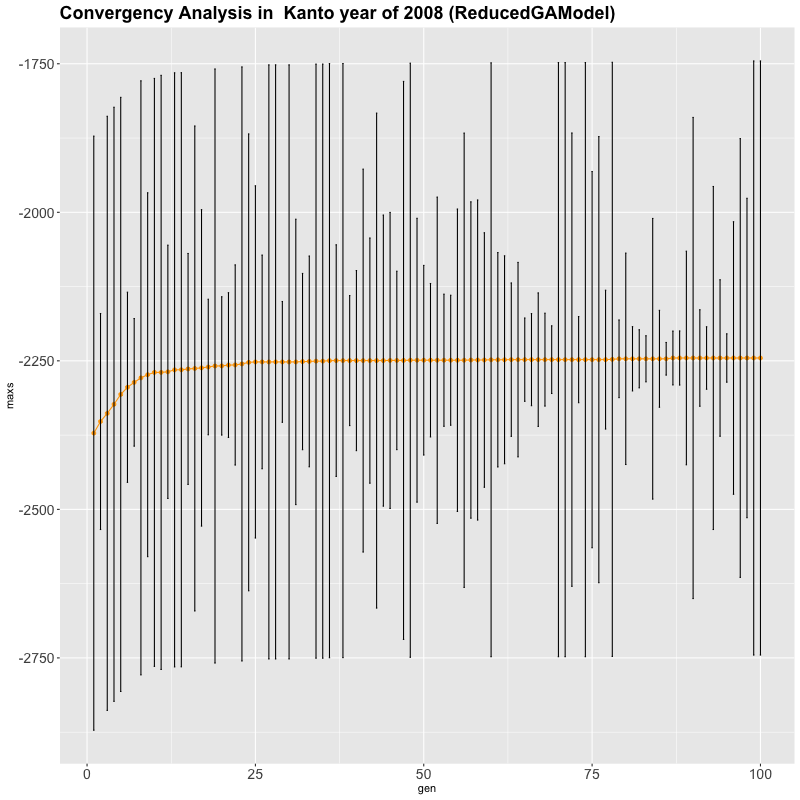 Convergency Analysis in  Kanto year of 2008 (ReducedGAModel)
maxs
-1750
-2000
-2250
-2500
-2750
0 25 50 75 100
gen